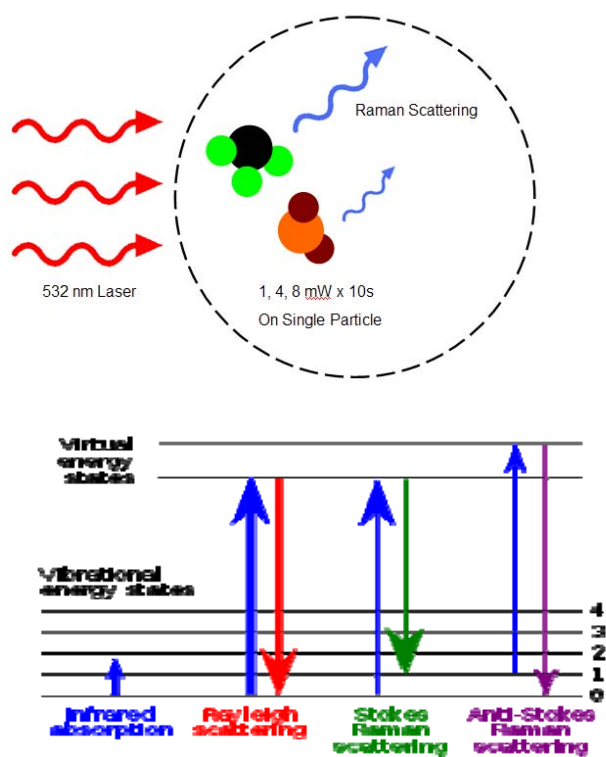 Raman Scattering
532 nm Laser
1, 4, 8 mW x 10s
On Single Particle
Virtual
energy
states
Vibrational
energy states
4
3
2
1
0
Infrared
absorption
Rayleigh
scattering
Stokes
Raman
scattering
Anti-Stokes
Raman
scattering